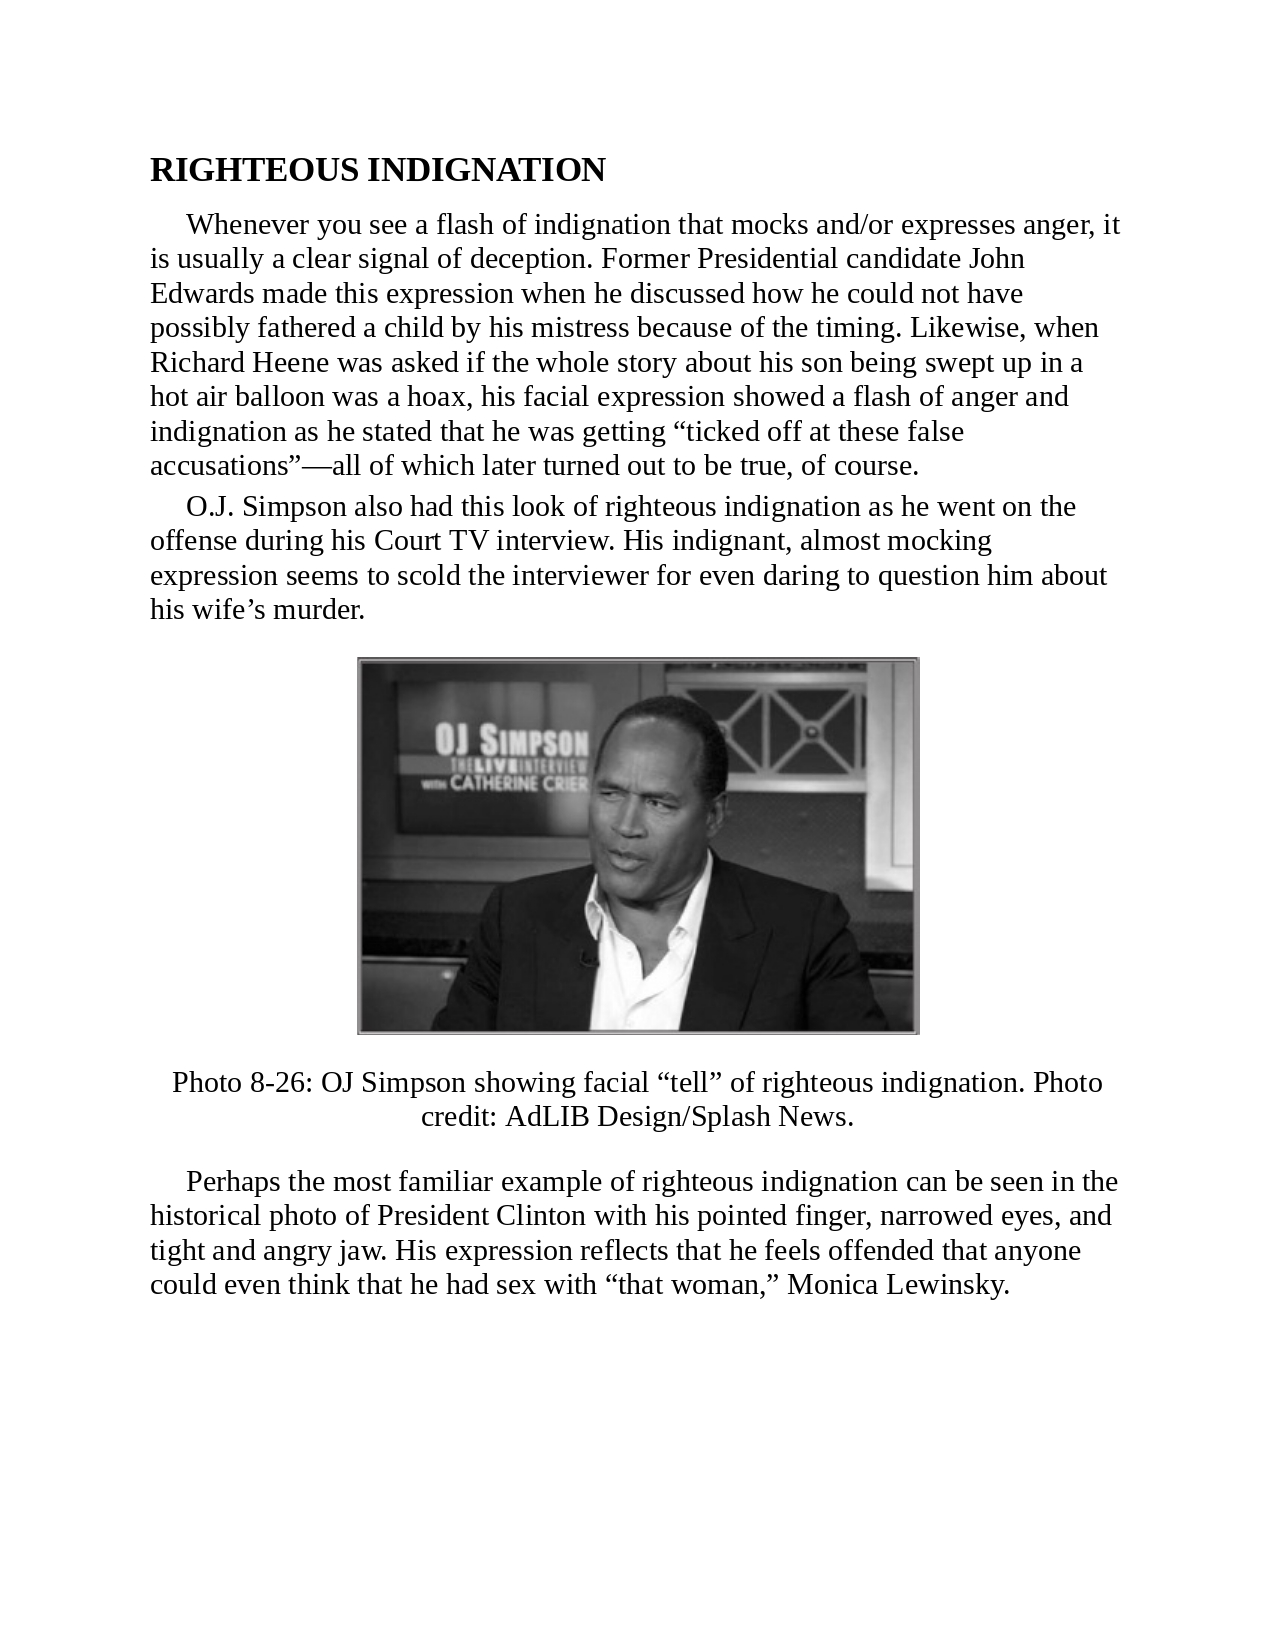 RIGHTEOUS INDIGNATION
Whenever you see a flash of indignation that mocks and/or expresses anger, it
is usually a clear signal of deception. Former Presidential candidate John
Edwards made this expression when he discussed how he could not have
possibly fathered a child by his mistress because of the timing. Likewise, when
Richard Heene was asked if the whole story about his son being swept up in a
hot air balloon was a hoax, his facial expression showed a flash of anger and
indignation as he stated that he was getting “ticked off at these false
accusations”—all of which later turned out to be true, of course.
O.J. Simpson also had this look of righteous indignation as he went on the
offense during his Court TV interview. His indignant, almost mocking
expression seems to scold the interviewer for even daring to question him about
his wife’s murder.
OJ SIMPSON
THE LIVE INTERVIEW
WITH CATHERINE CRIER
Photo 8-26: OJ Simpson showing facial “tell” of righteous indignation. Photo
credit: AdLIB Design/Splash News.
Perhaps the most familiar example of righteous indignation can be seen in the
historical photo of President Clinton with his pointed finger, narrowed eyes, and
tight and angry jaw. His expression reflects that he feels offended that anyone
could even think that he had sex with “that woman,” Monica Lewinsky.